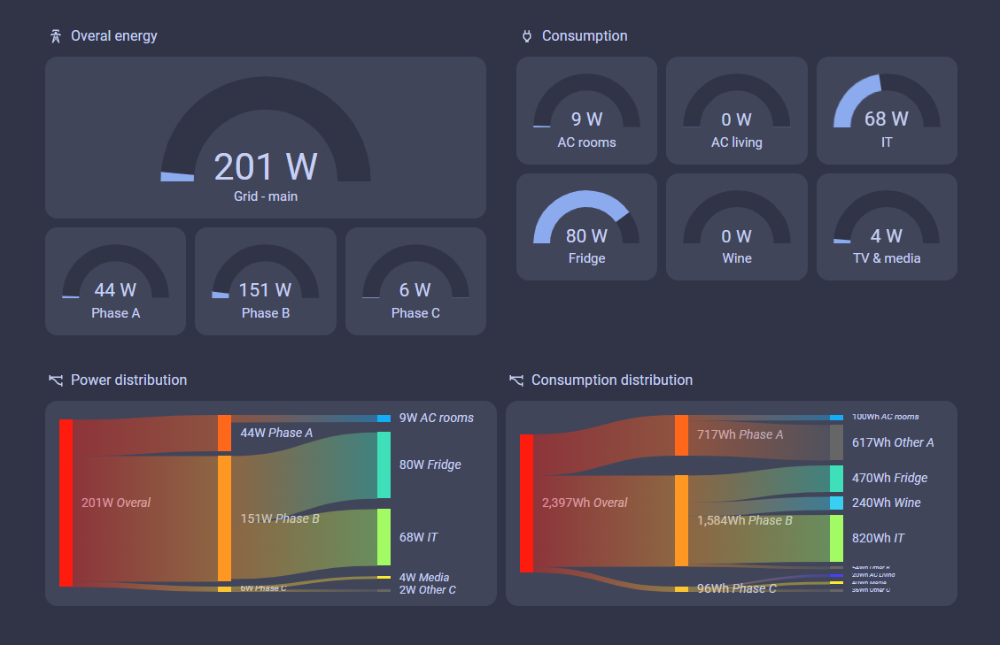 Overal energy
201 W
Grid - main
44 W
Phase A
151 W
Phase B
6 W
Phase C
Consumption
9 W
AC rooms
0 W
AC living
68 W
IT
80 W
Fridge
0 W
Wine
4 W
TV & media
Power distribution
201W Overal
44W Phase A
151W Phase B
6W Phase C
9W AC rooms
80W Fridge
68W IT
4W Media
2W Other C
Consumption distribution
2,397Wh Overal
717Wh Phase A
1,584Wh Phase B
96Wh Phase C
100Wh AC rooms
617Wh Other A
470Wh Fridge
240Wh Wine
820Wh IT
54Wh Other B
20Wh AC Living
40Wh Media
36Wh Other C